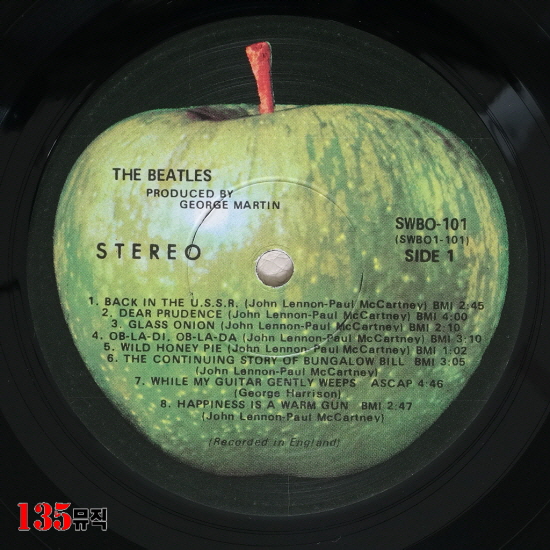 THE BEATLES
PRODUCED BY
GEORGE MARTIN
STEREO
SWBO-101
(SWBO1-101)
SIDE 1
1. BACK IN THE U.S.S.R. (John Lennon-Paul McCartney) BMI 2:45
2. DEAR PRUDENCE (John Lennon-Paul McCartney) BMI 4:00
3. GLASS ONION (John Lennon-Paul McCartney) BMI 2:10
4. OB-LA-DI, OB-LA-DA (John Lennon-Paul McCartney) BMI 3:10
5. WILD HONEY PIE (John Lennon-Paul McCartney) BMI 1:02
6. THE CONTINUING STORY OF BUNGALOW BILL BMI 3:05
(John Lennon-Paul McCartney)
7. WHILE MY GUITAR GENTLY WEEPS ASCAP 4:46
(George Harrison)
8. HAPPINESS IS A WARM GUN BMI 2:47
(John Lennon-Paul McCartney)
(Recorded in England)
135뮤직